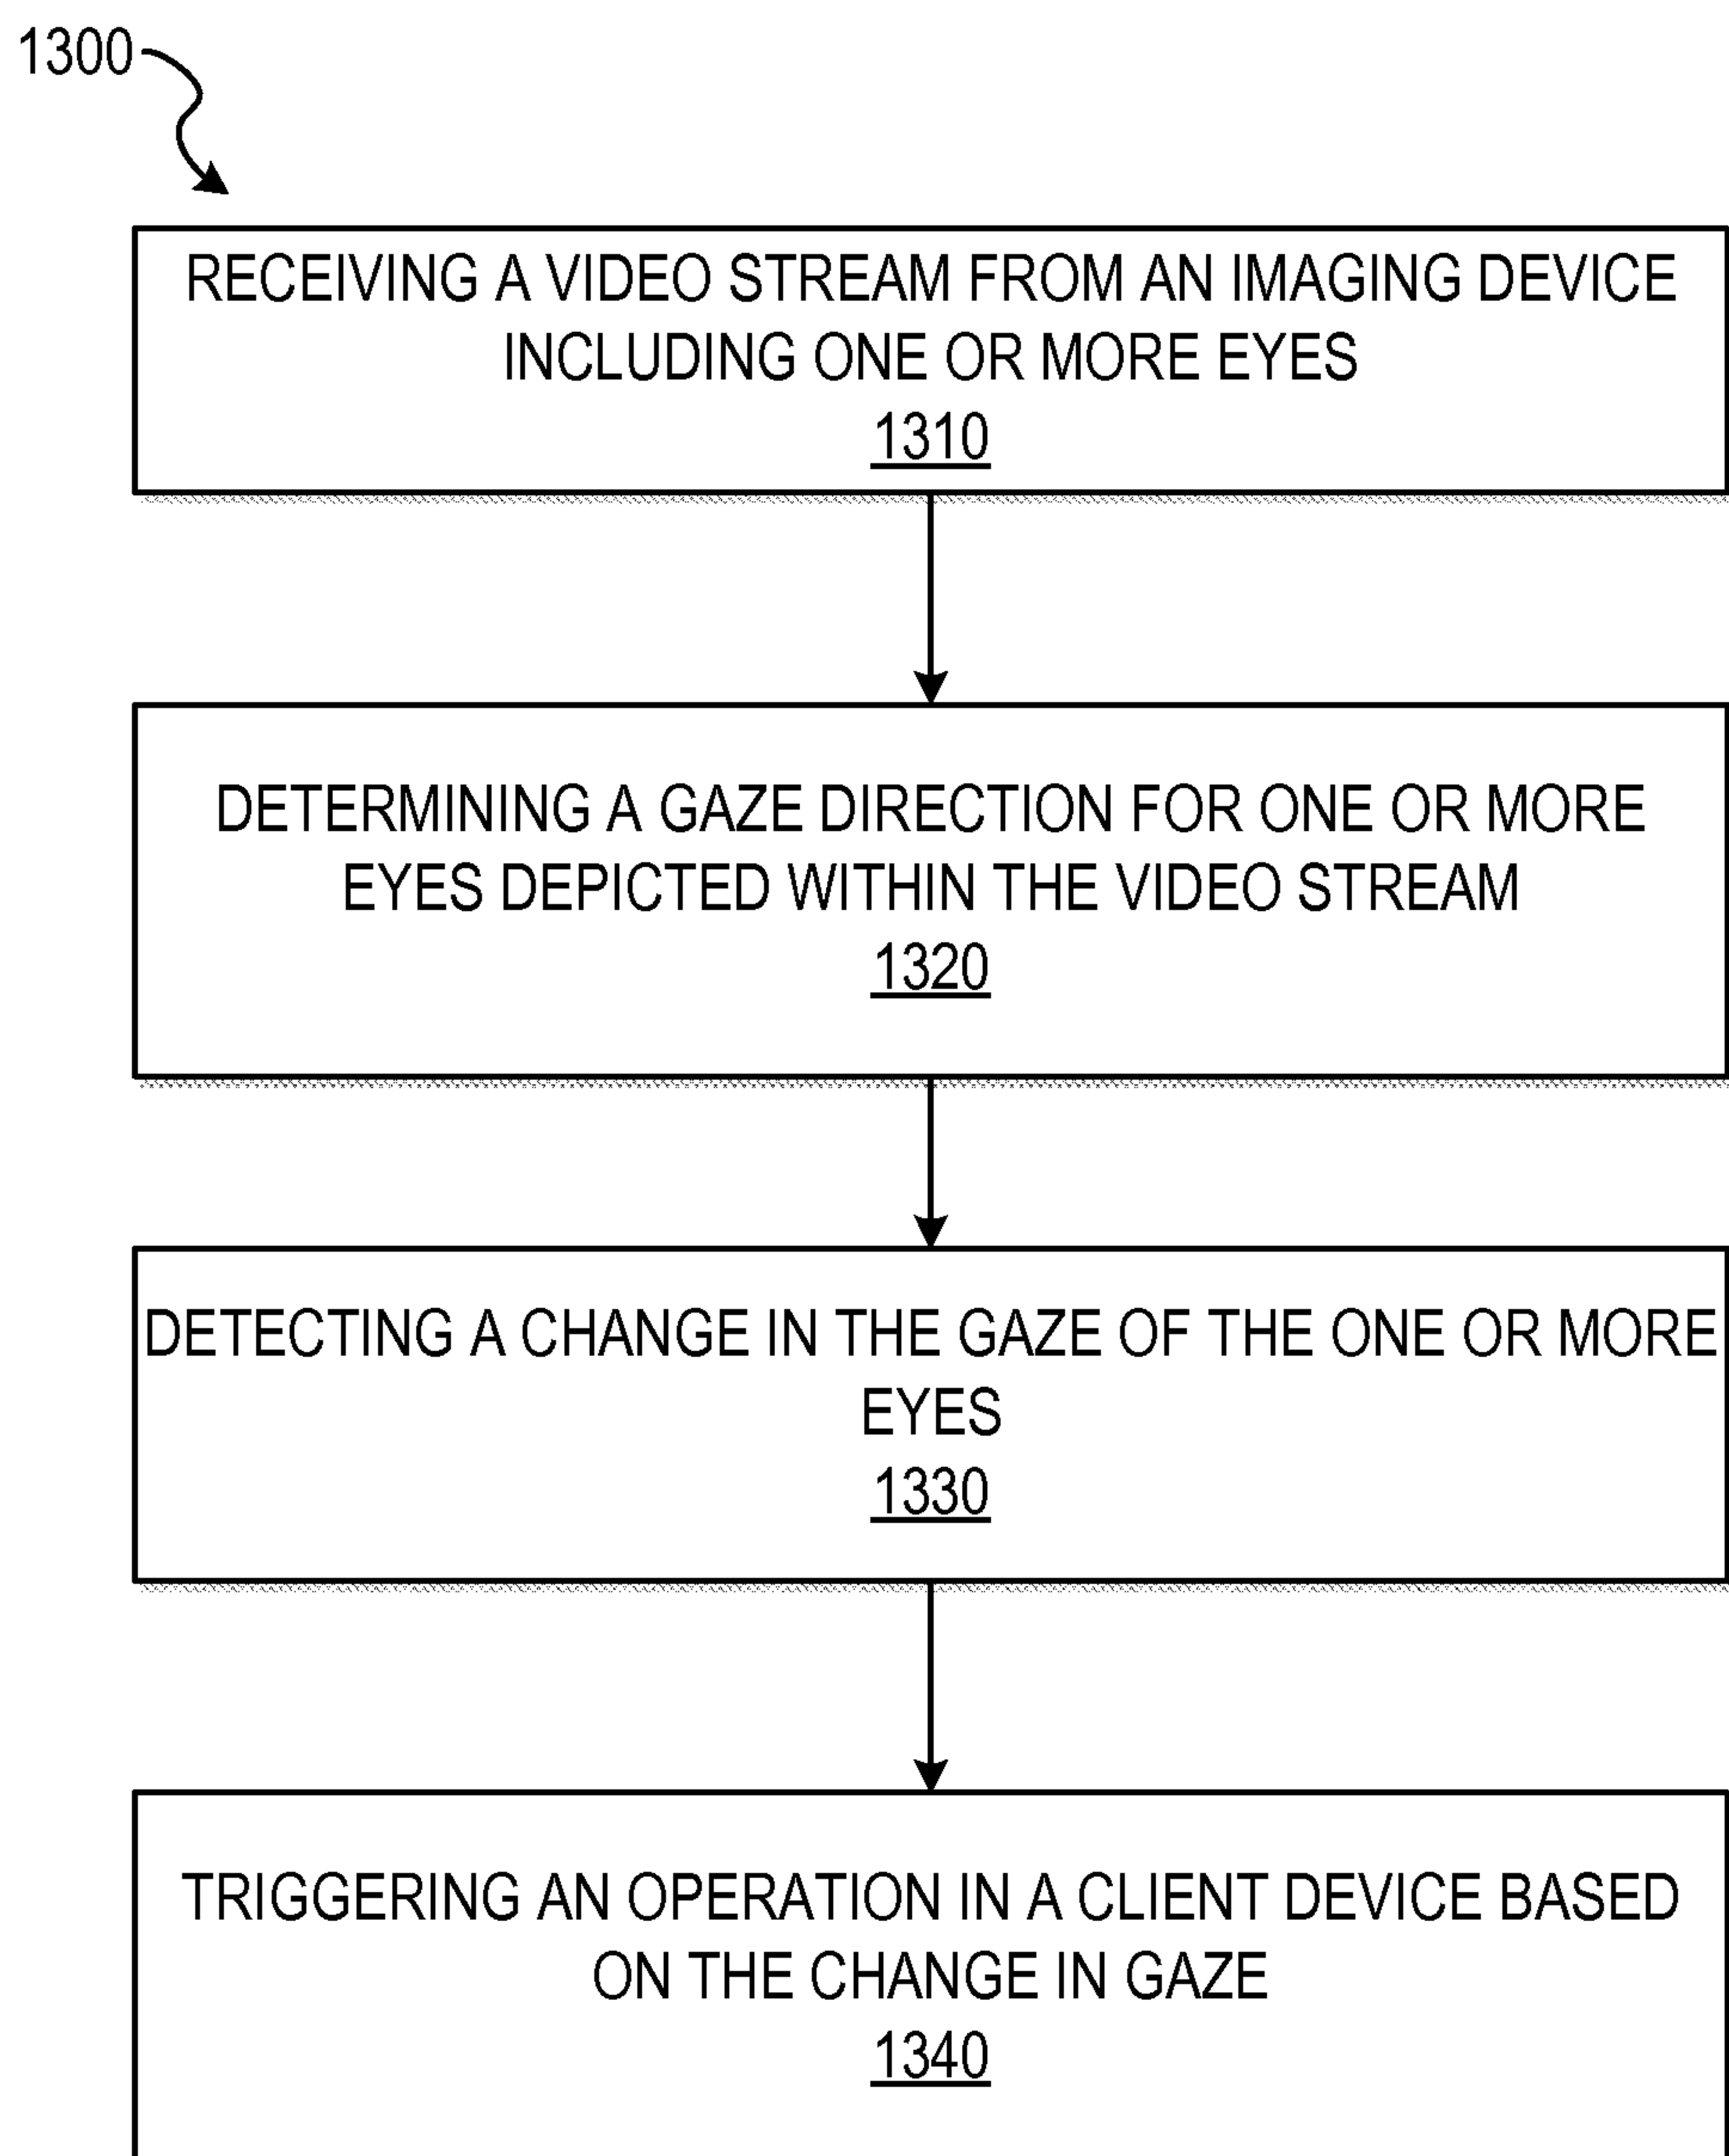 1300
RECEIVING A VIDEO STREAM FROM AN IMAGING DEVICE
INCLUDING ONE OR MORE EYES
1310
DETERMINING A GAZE DIRECTION FOR ONE OR MORE
EYES DEPICTED WITHIN THE VIDEO STREAM
1320
DETECTING A CHANGE IN THE GAZE OF THE ONE OR MORE
EYES
1330
TRIGGERING AN OPERATION IN A CLIENT DEVICE BASED
ON THE CHANGE IN GAZE
1340